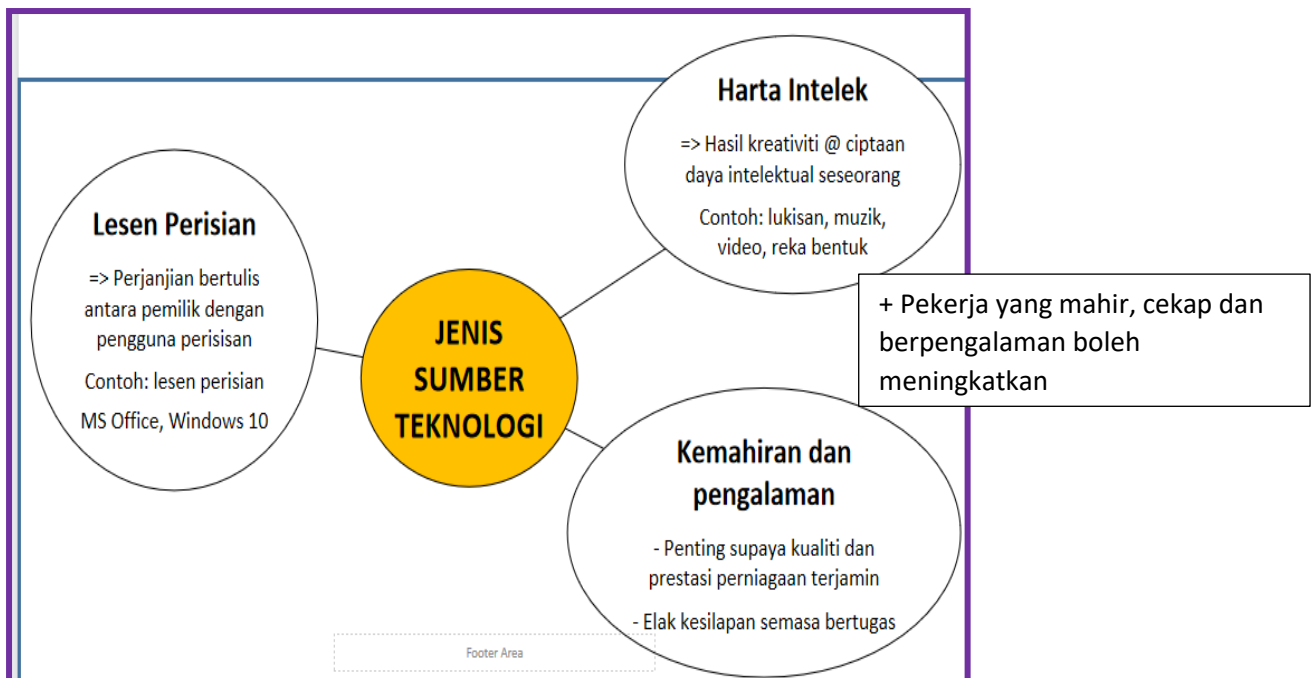 Harta Intelek
=> Hasil kreativiti @ ciptaan
daya intelektual seseorang
Contoh: lukisan, muzik,
video, reka bentuk
Lesen Perisian
=> Perjanjian bertulis
antara pemilik dengan
pengguna perisisan
Contoh: lesen perisian
MS Office, Windows 10
JENIS
SUMBER
TEKNOLOGI
+ Pekerja yang mahir, cekap dan
berpengalaman boleh
meningkatkan
Kemahiran dan
pengalaman
- Penting supaya kualiti dan
prestasi perniagaan terjamin
- Elak kesilapan semasa bertugas
Footer Area